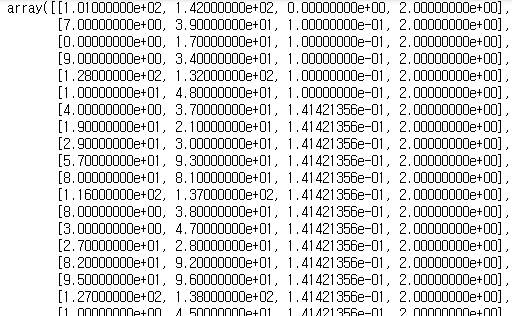 array([[1.01000000e+02, 1.42000000e+02, 0.00000000e+00, 2.00000000e+00],
[7.00000000e+00, 3.90000000e+01, 1.00000000e-01, 2.00000000e+00],
[0.00000000e+00, 1.70000000e+01, 1.00000000e-01, 2.00000000e+00],
[9.00000000e+00, 3.40000000e+01, 1.00000000e-01, 2.00000000e+00],
[1.28000000e+02, 1.32000000e+02, 1.00000000e-01, 2.00000000e+00],
[1.00000000e+01, 4.80000000e+01, 1.00000000e-01, 2.00000000e+00],
[4.00000000e+00, 3.70000000e+01, 1.41421356e-01, 2.00000000e+00],
[1.90000000e+01, 2.10000000e+01, 1.41421356e-01, 2.00000000e+00],
[2.90000000e+01, 3.00000000e+01, 1.41421356e-01, 2.00000000e+00],
[5.70000000e+01, 9.30000000e+01, 1.41421356e-01, 2.00000000e+00],
[8.00000000e+01, 8.10000000e+01, 1.41421356e-01, 2.00000000e+00],
[1.16000000e+02, 1.37000000e+02, 1.41421356e-01, 2.00000000e+00],
[8.00000000e+00, 3.80000000e+01, 1.41421356e-01, 2.00000000e+00],
[3.00000000e+00, 4.70000000e+01, 1.41421356e-01, 2.00000000e+00],
[2.70000000e+01, 2.80000000e+01, 1.41421356e-01, 2.00000000e+00],
[8.20000000e+01, 9.20000000e+01, 1.41421356e-01, 2.00000000e+00],
[9.50000000e+01, 9.60000000e+01, 1.41421356e-01, 2.00000000e+00],
[1.27000000e+02, 1.38000000e+02, 1.41421356e-01, 2.00000000e+00],
[1.00000000e+00, 4.50000000e+01, 1.41421356e-01, 2.00000000e+00],